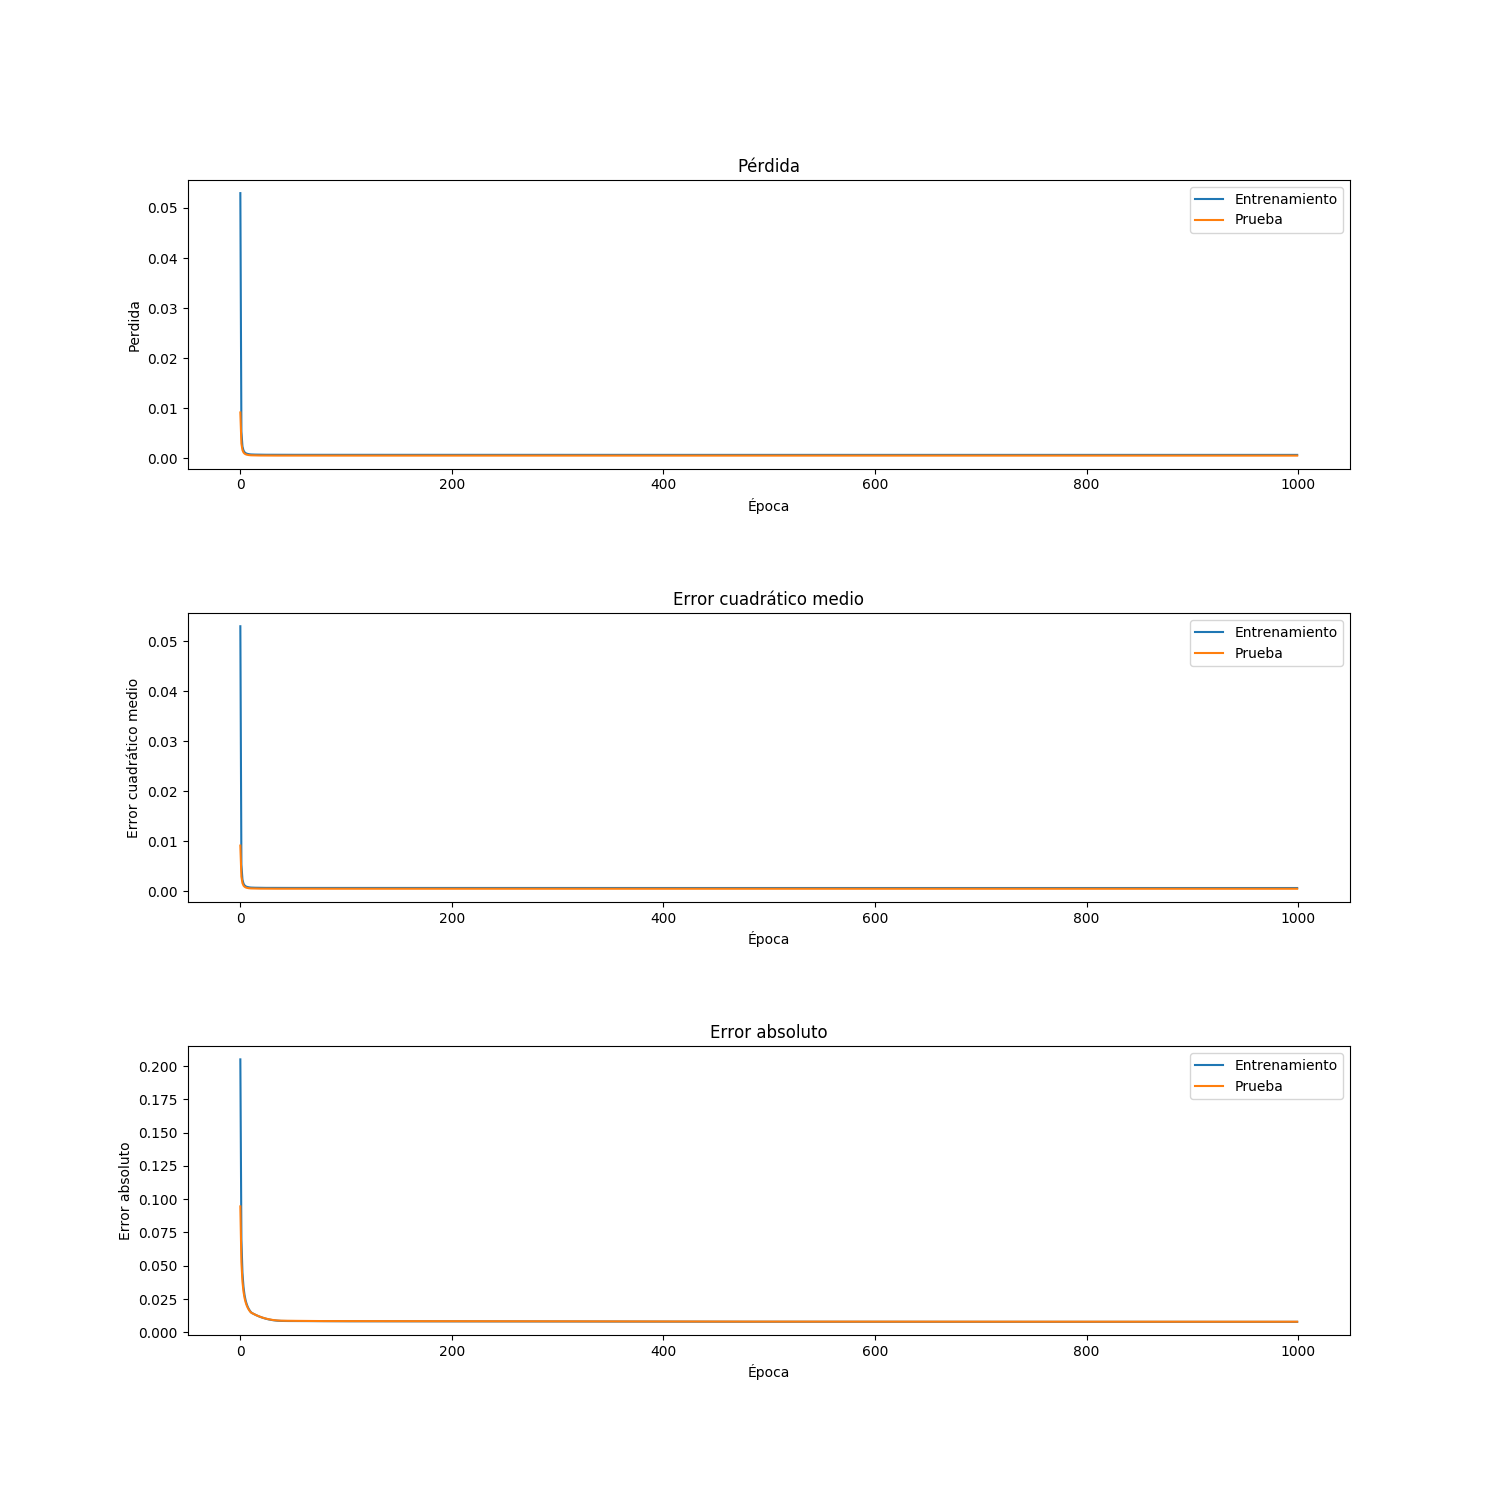 Pérdida
Perdida
0.05
0.04
0.03
0.02
0.01
0.00
Entrenamiento
Prueba
0 200 400 600 800 1000
Época
Error cuadrático medio
Error cuadrático medio
0.05
0.04
0.03
0.02
0.01
0.00
Entrenamiento
Prueba
0 200 400 600 800 1000
Época
Error absoluto
Error absoluto
0.200
0.175
0.150
0.125
0.100
0.075
0.050
0.025
0.000
Entrenamiento
Prueba
0 200 400 600 800 1000
Época